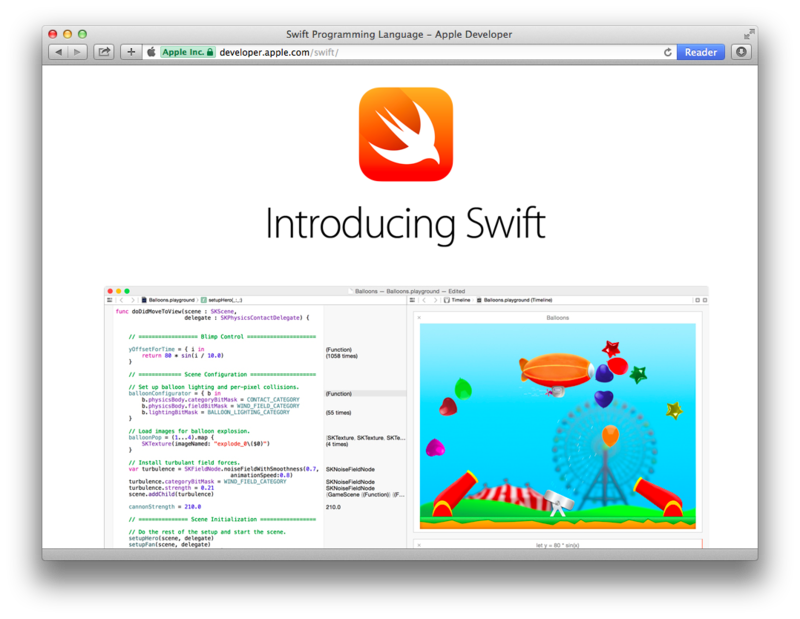 Swift Programming Language – Apple Developer
Apple Inc. developer.apple.com/swift/
Reader
Introducing Swift
Balloons — Balloons.playground — Edited
Balloons.playground
setupHero(_:_:)
Timeline
Balloons.playground (Timeline)
func doDidMoveToView(scene : SKScene,
delegate : SKPhysicsContactDelegate) {
// ================== Blimp Control =====================
yOffsetForTime = { i in
return 80 * sin(i / 10.0)
}
// ============== Scene Configuration ===================
// Set up balloon lighting and per-pixel collisions.
balloonConfigurator = { b in
b.physicsBody.categoryBitMask = CONTACT_CATEGORY
b.physicsBody.fieldBitMask = WIND_FIELD_CATEGORY
b.lightingBitMask = BALLOON_LIGHTING_CATEGORY
}
// Load images for balloon explosion.
balloonPop = (1...4).map {
SKTexture(imageNamed: "explode_0\($0)")
}
// Install turbulant field forces.
var turbulence = SKFieldNode.noiseFieldWithSmoothness(0.7,
animationSpeed:0.8)
turbulence.categoryBitMask = WIND_FIELD_CATEGORY
turbulence.strength = 0.21
scene.addChild(turbulence)
cannonStrength = 210.0
// =============== Scene Initialization =================
// Do the rest of the setup and start the scene.
setupHero(scene, delegate)
setupFan(scene, delegate)
(Function)
(1058 times)
(Function)
(55 times)
[SKTexture, SKTexture, SKTe...
(4 times)
SKNoiseFieldNode
SKNoiseFieldNode
SKNoiseFieldNode
210.0
Balloons
let y = 80 * sin(x)